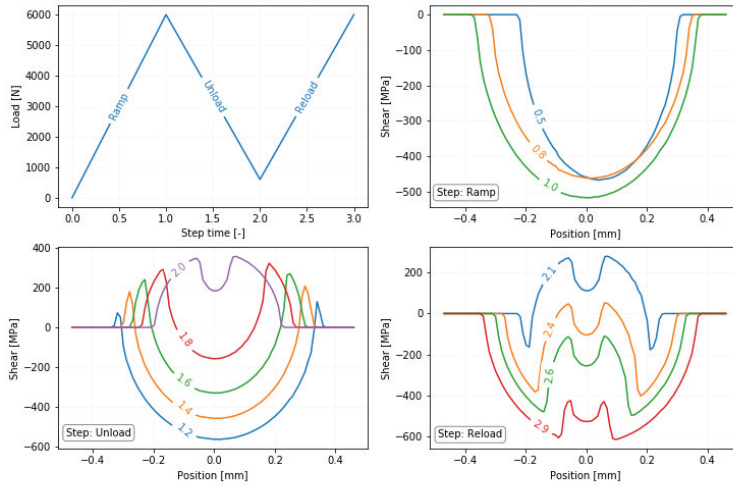 6000
5000
4000
3000
2000
1000
0
Load [N]
Ramp
Unload
Reload
0.0 0.5 1.0 1.5 2.0 2.5 3.0
Step time [-]
0
−100
−200
−300
−400
−500
Shear [MPa]
0.5
0.8
1.0
Step: Ramp
−0.4 −0.2 0.0 0.2 0.4
Position [mm]
400
200
0
−200
−400
−600
Shear [MPa]
2.0
1.8
1.6
1.4
1.2
Step: Unload
−0.4 −0.2 0.0 0.2 0.4
Position [mm]
200
0
−200
−400
−600
Shear [MPa]
2.1
2.4
2.6
2.9
Step: Reload
−0.4 −0.2 0.0 0.2 0.4
Position [mm]